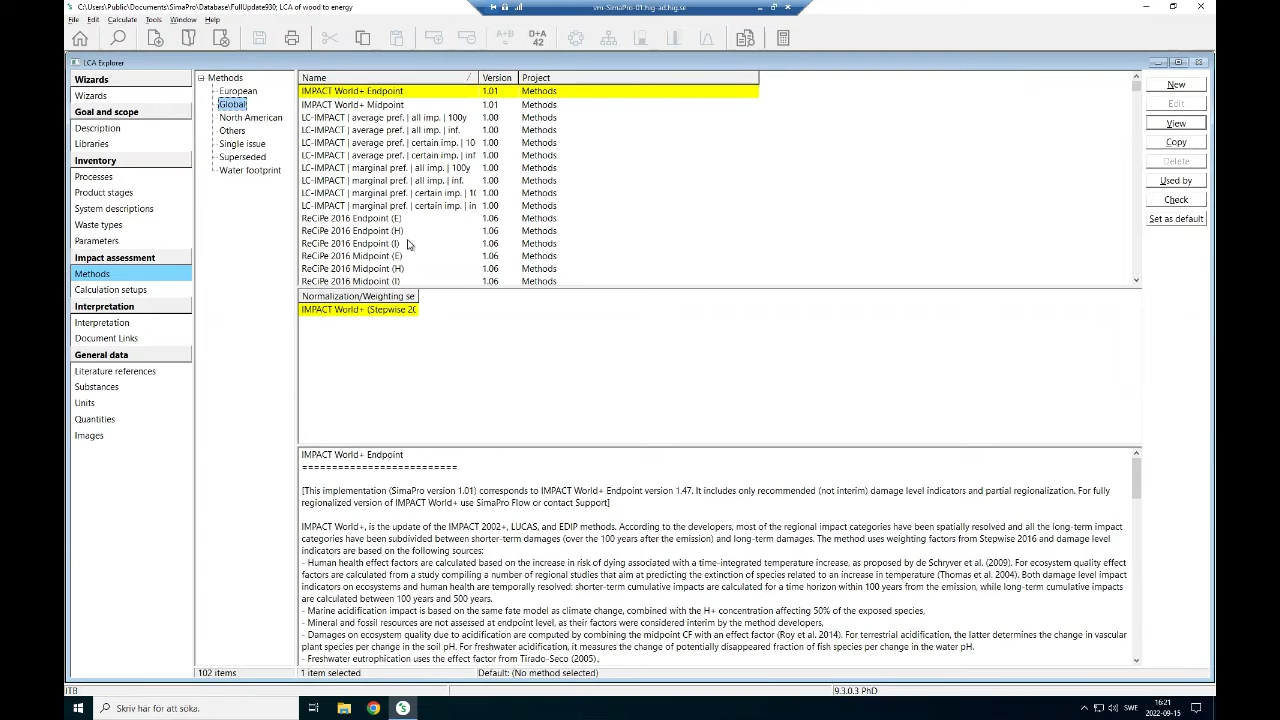 C:\Users\Public\Documents\SimaPro\Database\FullUpdate930; LCA of wood to energy
vm-SimaPro-01.hig-ad.hig.se
File Edit Calculate Tools Window Help
A+B
D+A
42
LCA Explorer
Wizards
Wizards
Goal and scope
Description
Libraries
Inventory
Processes
Product stages
System descriptions
Waste types
Parameters
Impact assessment
Methods
Calculation setups
Interpretation
Interpretation
Document Links
General data
Literature references
Substances
Units
Quantities
Images
Methods
European
Global
North American
Others
Single issue
Superseded
Water footprint
Name Version Project
IMPACT World+ Endpoint 1.01 Methods
IMPACT World+ Midpoint 1.01 Methods
LC-IMPACT | average pref. | all imp. | 100y 1.00 Methods
LC-IMPACT | average pref. | all imp. | inf. 1.00 Methods
LC-IMPACT | average pref. | certain imp. | 10 1.00 Methods
LC-IMPACT | average pref. | certain imp. | inf 1.00 Methods
LC-IMPACT | marginal pref. | all imp. | 100y 1.00 Methods
LC-IMPACT | marginal pref. | all imp. | inf. 1.00 Methods
LC-IMPACT | marginal pref. | certain imp. | 10 1.00 Methods
LC-IMPACT | marginal pref. | certain imp. | in 1.00 Methods
ReCiPe 2016 Endpoint (E) 1.06 Methods
ReCiPe 2016 Endpoint (H) 1.06 Methods
ReCiPe 2016 Endpoint (I) 1.06 Methods
ReCiPe 2016 Midpoint (E) 1.06 Methods
ReCiPe 2016 Midpoint (H) 1.06 Methods
ReCiPe 2016 Midpoint (I) 1.06 Methods
New
Edit
View
Copy
Delete
Used by
Check
Set as default
Normalization/Weighting se
IMPACT World+ (Stepwise 20
IMPACT World+ Endpoint
==========================
[This implementation (SimaPro version 1.01) corresponds to IMPACT World+ Endpoint version 1.47. It includes only recommended (not interim) damage level indicators and partial regionalization. For fully
regionalized version of IMPACT World+ use SimaPro Flow or contact Support]
IMPACT World+, is the update of the IMPACT 2002+, LUCAS, and EDIP methods. According to the developers, most of the regional impact categories have been spatially resolved and all the long-term impact
categories have been subdivided between shorter-term damages (over the 100 years after the emission) and long-term damages. The method uses weighting factors from Stepwise 2016 and damage level
indicators are based on the following sources:
- Human health effect factors are calculated based on the increase in risk of dying associated with a time-integrated temperature increase, as proposed by de Schryver et al. (2009). For ecosystem quality effect
factors are calculated from a study compiling a number of regional studies that aim at predicting the extinction of species related to an increase in temperature (Thomas et al. 2004). Both damage level impact
indicators on ecosystems and human health are temporally resolved: shorter-term cumulative impacts are calculated for a time horizon within 100 years from the emission, while long-term cumulative impacts
are calculated between 100 years and 500 years.
- Marine acidification impact is based on the same fate model as climate change, combined with the H+ concentration affecting 50% of the exposed species,
- Mineral and fossil resources are not assessed at endpoint level, as their factors were considered interim by the method developers,
- Damages on ecosystem quality due to acidification are computed by combining the midpoint CF with an effect factor (Roy et al. 2014). For terrestrial acidification, the latter determines the change in vascular
plant species per change in the soil pH. For freshwater acidification, it measures the change of potentially disappeared fraction of fish species per change in the water pH.
- Freshwater eutrophication uses the effect factor from Tirado-Seco (2005).,
102 items 1 item selected Default: (No method selected)
ITB 9.3.0.3 PhD
Skriv här för att söka.
SWE
16:21
2022-09-15